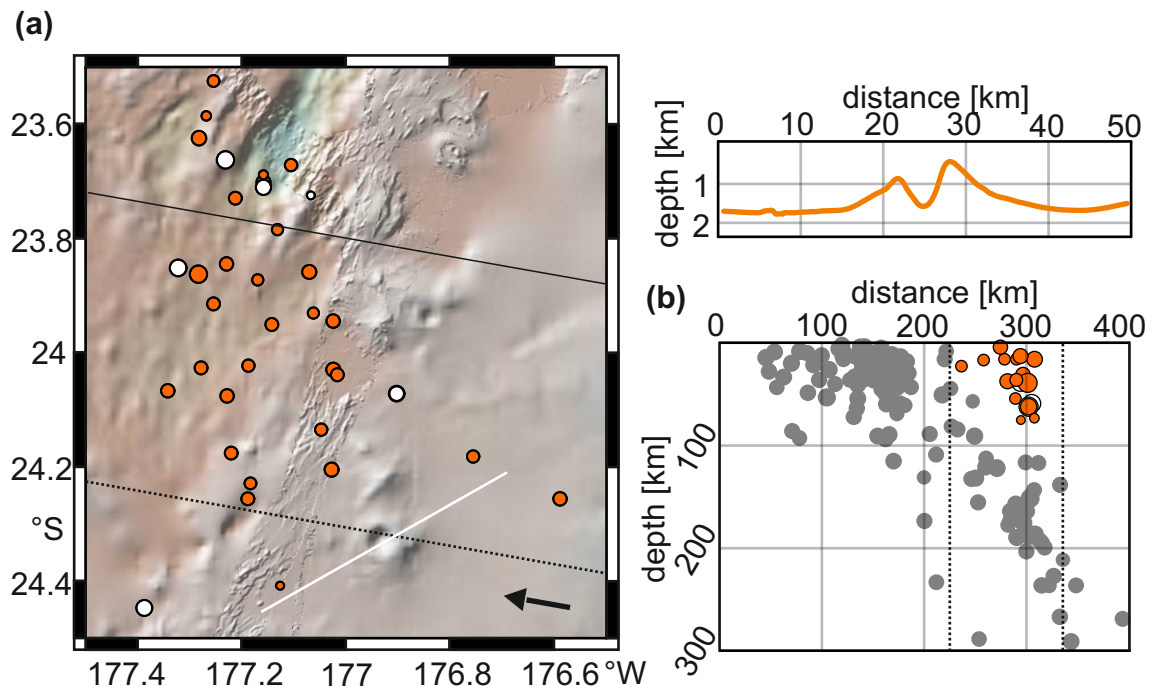 (a)
23.6
23.8
24
24.2
°S
24.4
177.4 177.2 177 176.8 176.6 °W
distance [km]
0 10 20 30 40 50
depth [km]
1
2
(b)
distance [km]
0 100 200 300 400
depth [km]
100
200
300